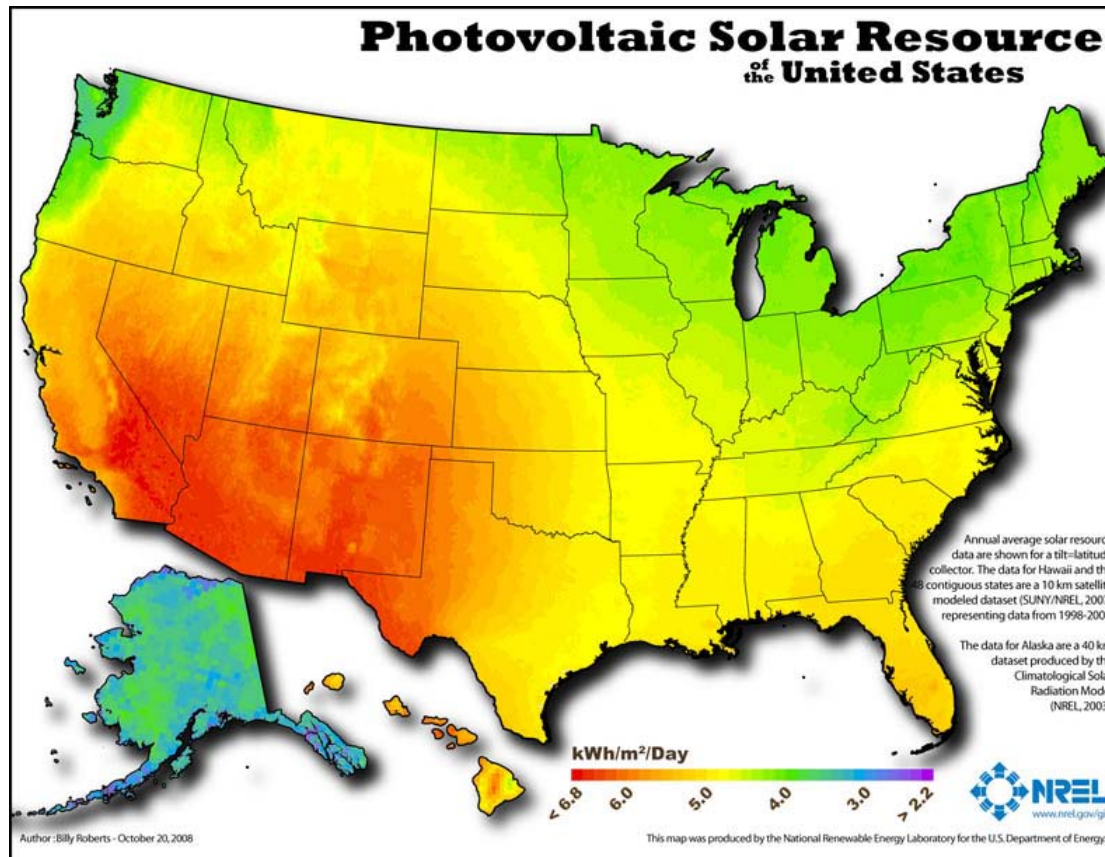 Photovoltaic Solar Resource
of the United States
Annual average solar resourc
data are shown for a tilt=latitud
collector. The data for Hawaii and th
48 contiguous states are a 10 km satellit
modeled dataset (SUNY/NREL, 200
representing data from 1998-200
The data for Alaska are a 40 k
dataset produced by th
Climatological Sola
Radiation Mode
(NREL, 2003
kWh/m²/Day
< 6.8 6.0 5.0 4.0 3.0 > 2.2
NREL
www.nrel.gov/gi
Author : Billy Roberts - October 20, 2008
This map was produced by the National Renewable Energy Laboratory for the U.S. Department of Energy